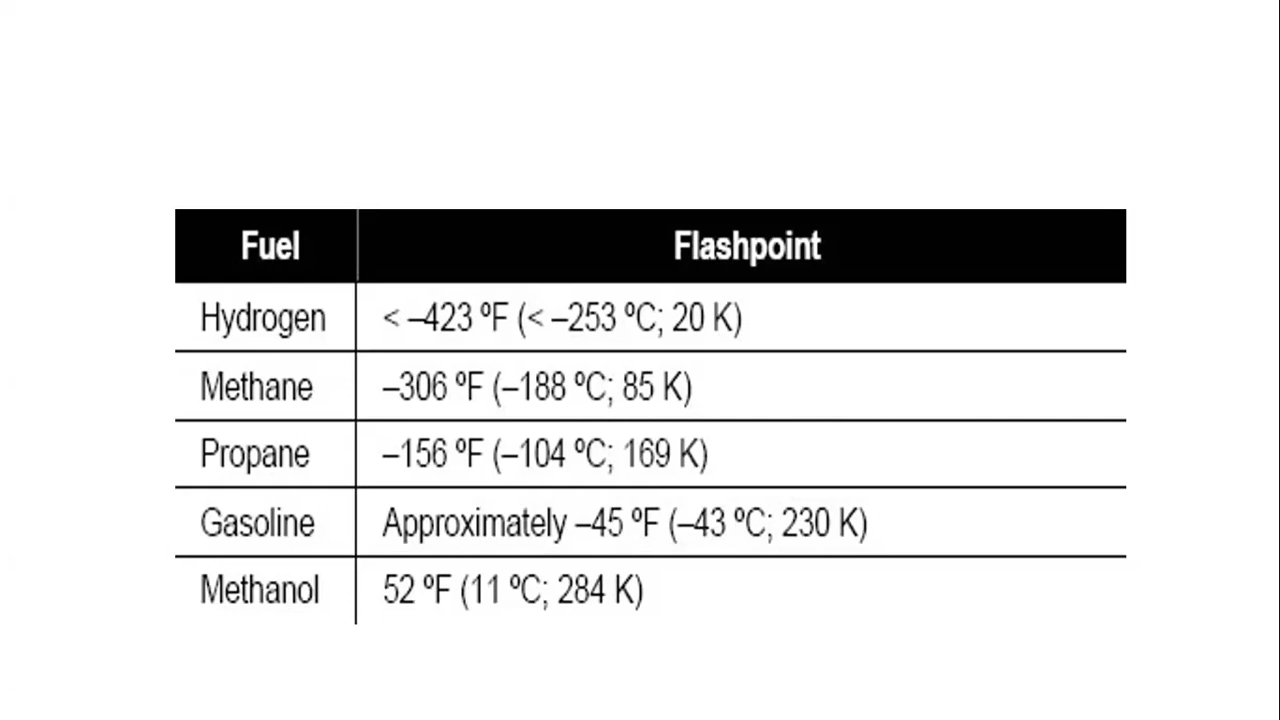 Fuel Flashpoint
Hydrogen < –423 ºF (< –253 ºC; 20 K)
Methane –306 ºF (–188 ºC; 85 K)
Propane –156 ºF (–104 ºC; 169 K)
Gasoline Approximately –45 ºF (–43 ºC; 230 K)
Methanol 52 ºF (11 ºC; 284 K)